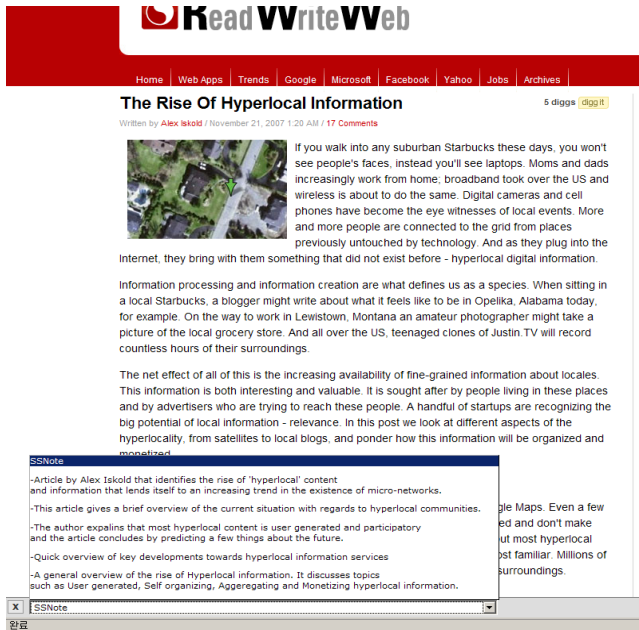 ReadWriteWeb
Home Web Apps Trends Google Microsoft Facebook Yahoo Jobs Archives
The Rise Of Hyperlocal Information
5 diggs digg it
Written by Alex Iskold / November 21, 2007 1:20 AM / 17 Comments
If you walk into any suburban Starbucks these days, you won't
see people's faces, instead you'll see laptops. Moms and dads
increasingly work from home; broadband took over the US and
wireless is about to do the same. Digital cameras and cell
phones have become the eye witnesses of local events. More
and more people are connected to the grid from places
previously untouched by technology. And as they plug into the
Internet, they bring with them something that did not exist before - hyperlocal digital information.
Information processing and information creation are what defines us as a species. When sitting in
a local Starbucks, a blogger might write about what it feels like to be in Opelika, Alabama today,
for example. On the way to work in Lewistown, Montana an amateur photographer might take a
picture of the local grocery store. And all over the US, teenaged clones of Justin.TV will record
countless hours of their surroundings.
The net effect of all of this is the increasing availability of fine-grained information about locales.
This information is both interesting and valuable. It is sought after by people living in these places
and by advertisers who are trying to reach these people. A handful of startups are recognizing the
big potential of local information - relevance. In this post we look at different aspects of the
hyperlocality, from satellites to local blogs, and ponder how this information will be organized and
monetized.
SSNote
-Article by Alex Iskold that identifies the rise of 'hyperlocal' content
and information that lends itself to an increasing trend in the existence of micro-networks.
-This article gives a brief overview of the current situation with regards to hyperlocal communities.
-The author expalins that most hyperlocal content is user generated and participatory
and the article concludes by predicting a few things about the future.
-Quick overview of key developments towards hyperlocal information services
-A general overview of the rise of Hyperlocal information. It discusses topics
such as User generated, Self organizing, Aggeregating and Monetizing hyperlocal information.
gle Maps. Even a few
ed and don't make
ut most hyperlocal
ost familiar. Millions of
surroundings.
X SSNote
완료